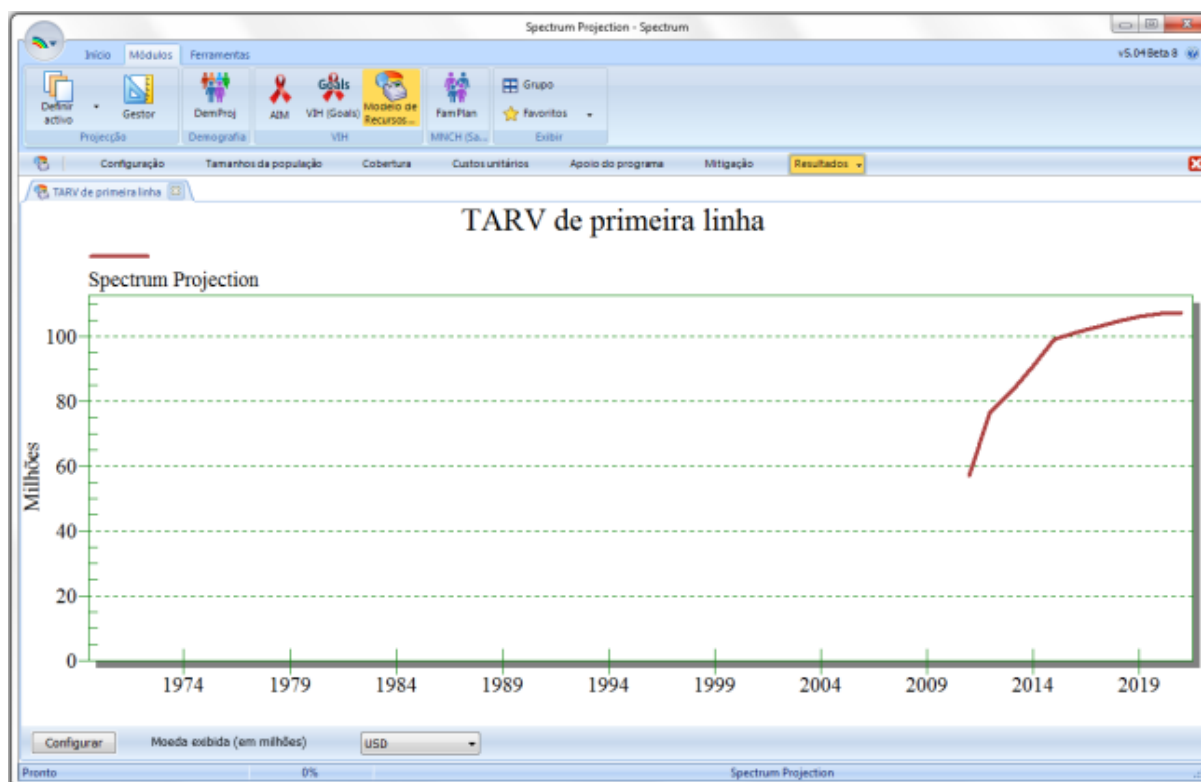 Spectrum Projection - Spectrum
Início Módulos Ferramentas v5.04 Beta 8
Definir activo Gestor DemProj AIM Goals VIH (Goals) Modelo de Recursos... FamPlan Grupo Favoritos
Projecção Demografia VIH MNCH (Sa... Exibir
Configuração Tamanhos da população Cobertura Custos unitários Apoio do programa Mitigação Resultados
TARV de primeira linha
TARV de primeira linha
Spectrum Projection
Milhões
100
80
60
40
20
0
1974 1979 1984 1989 1994 1999 2004 2009 2014 2019
Configurar Moeda exibida (em milhões) USD
Pronto 0% Spectrum Projection